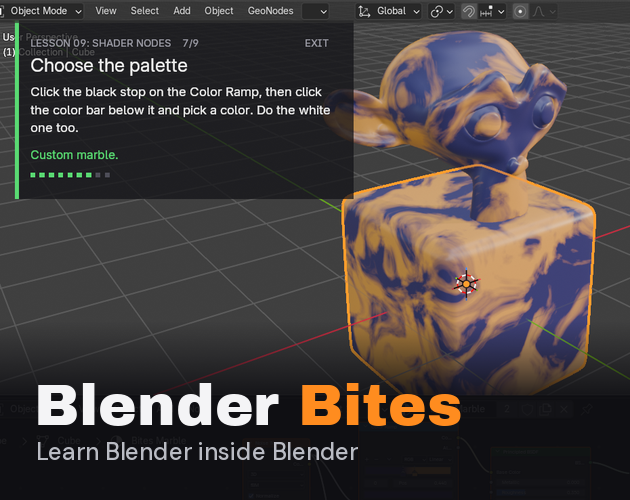 Object Mode View Select Add Object GeoNodes Global
LESSON 09: SHADER NODES 7/9 EXIT
(1) Collection | Cube
Choose the palette
Click the black stop on the Color Ramp, then click
the color bar below it and pick a color. Do the white
one too.
Custom marble.
Blender Bites
Learn Blender inside Blender